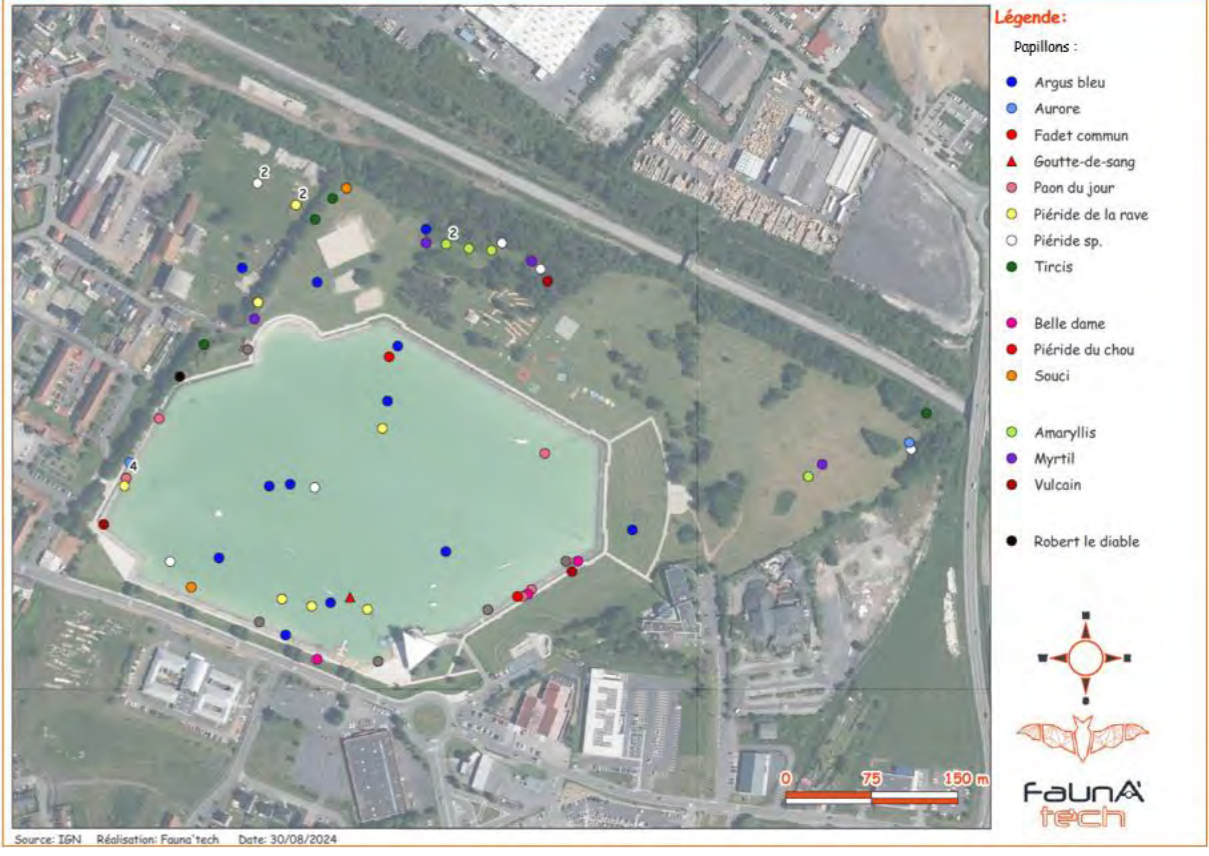 Légende:
Papillons :
Argus bleu
Aurore
Fadet commun
Goutte-de-sang
Paon du jour
Piéride de la rave
Piéride sp.
Tircis
Belle dame
Piéride du chou
Souci
Amaryllis
Myrtil
Vulcain
Robert le diable
2
2
2
4
0 75 150 m
FaunA
tech
Source: IGN Réalisation: Fauna'tech Date: 30/08/2024